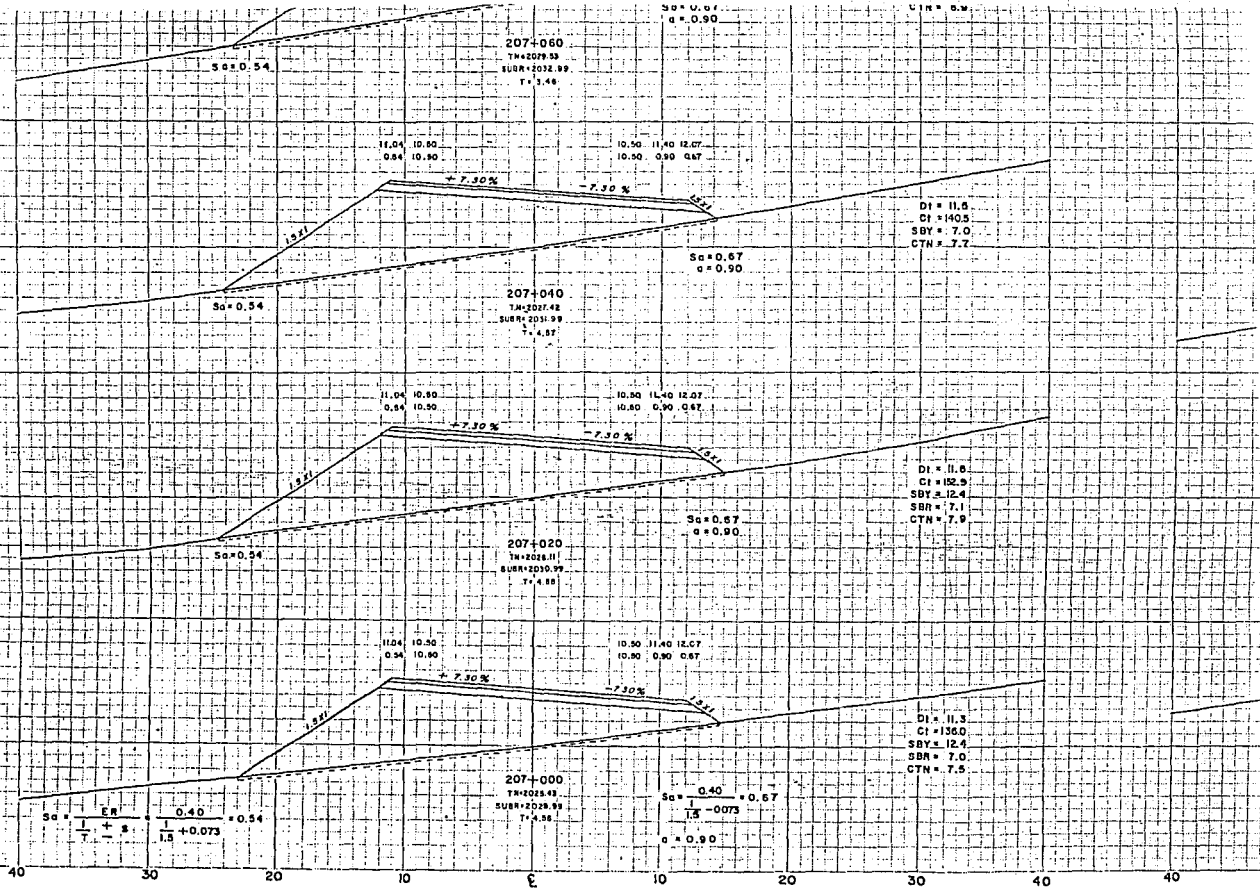 Sa = 0.67
a = 0.90
CTN = 6.9
207+060
TN=2029.53
SUBR=2032.99
T= 3.46
Sa= 0.54
11.04 10.50
0.54 10.50
10.50 11.40 12.07
10.50 0.90 0.67
+ 7.30%
-7.30 %
1.5X1
1.5X1
Dt = 11.6
Ct =140.5
SBY = 7.0
CTN = 7.7
Sa=0.67
a=0.90
Sa= 0.54
207+040
TN=2027.42
SUBR=2031.99
T= 4.57
11.04 10.50
0.54 10.50
10.50 11.40 12.07
10.50 0.90 0.67
+7.30 %
-7.30 %
1.5X1
1.5X1
Dt = 11.6
Ct =152.9
SBY = 12.4
SBR = 7.1
CTN = 7.9
Sa=0.67
a=0.90
Sa=0.54
207+020
TN=2026.11
SUBR=2030.99
T= 4.88
11.04 10.50
0.54 10.50
10.50 11.40 12.07
10.50 0.90 0.67
+ 7.30%
-7.30 %
1.5X1
1.5X1
Dt = 11.3
Ct =136.0
SBY = 12.4
SBR = 7.0
CTN = 7.5
207+000
TN=2025.43
SUBR=2029.99
T= 4.56
Sa = ER / (1/T ± s) = 0.40 / (1/1.5 +0.073) = 0.54
Sa = 0.40 / (1/1.5 -0073) = 0.67
a = 0.90
40 30 20 10 ℄ 10 20 30 40 40